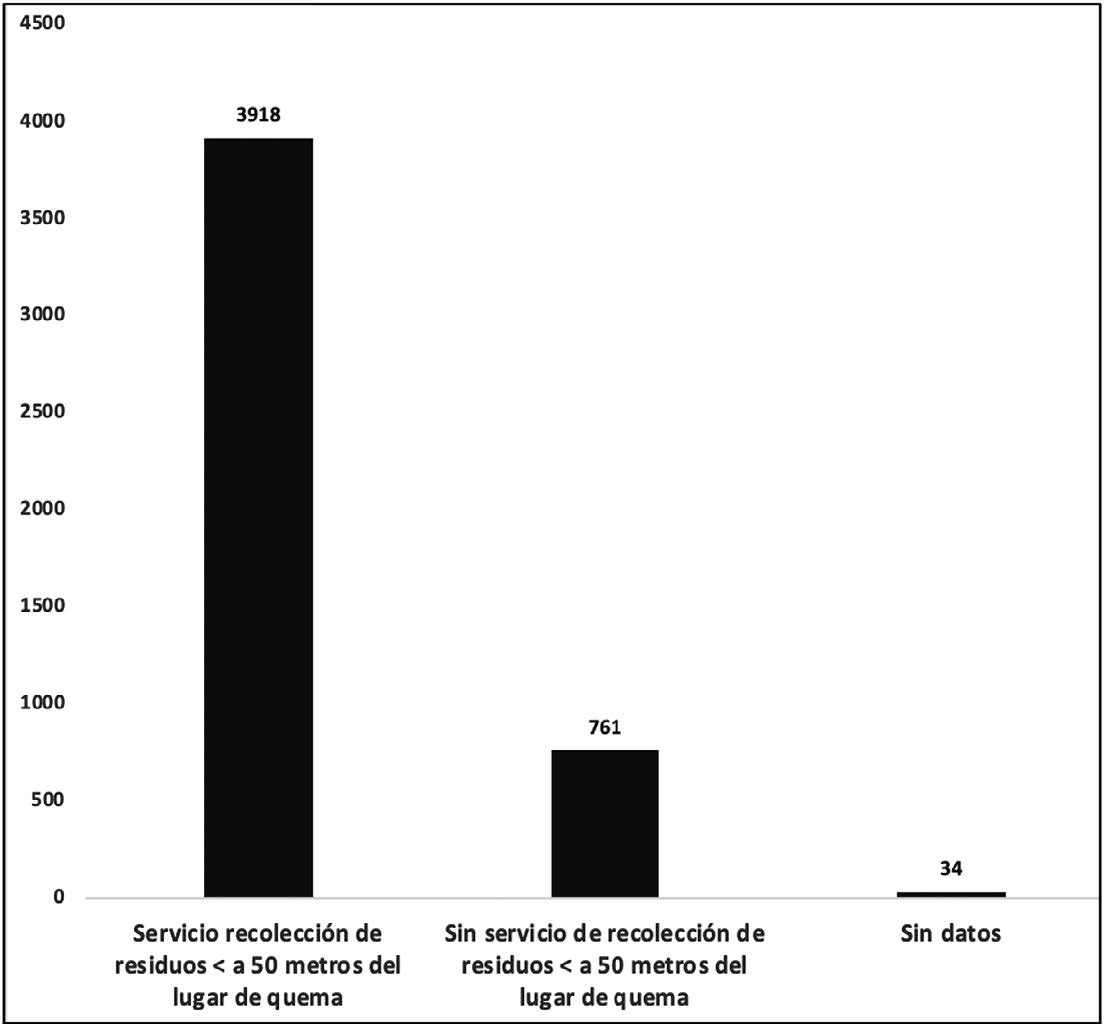 4500
4000
3500
3000
2500
2000
1500
1000
500
0
3918
761
34
Servicio recolección de
residuos < a 50 metros del
lugar de quema
Sin servicio de recolección de
residuos < a 50 metros del
lugar de quema
Sin datos